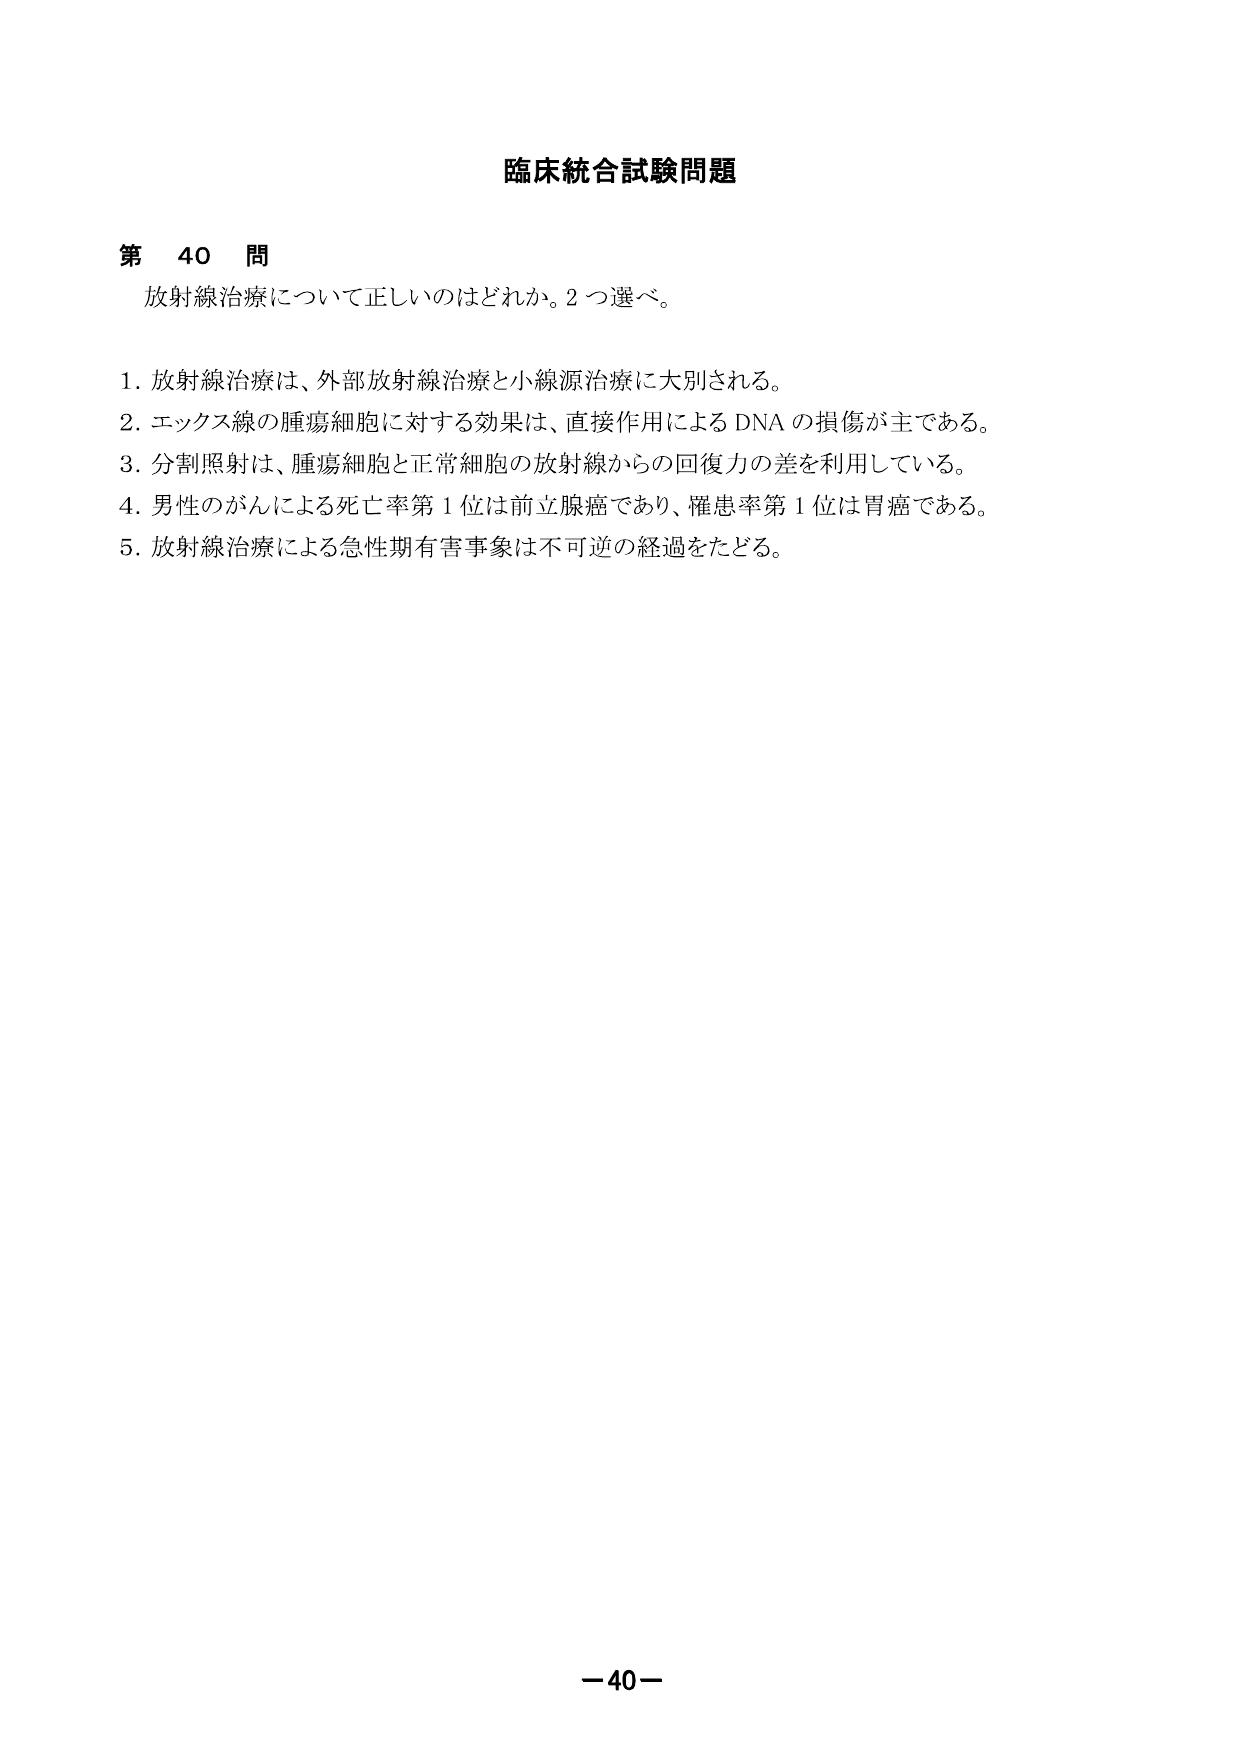 臨床統合試験問題
第 40 問
放射線治療について正しいのはどれか。2 つ選べ。
1. 放射線治療は、外部放射線治療と小線源治療に大別される。
2. エックス線の腫瘍細胞に対する効果は、直接作用による DNA の損傷が主である。
3. 分割照射は、腫瘍細胞と正常細胞の放射線からの回復力の差を利用している。
4. 男性のがんによる死亡率第 1 位は前立腺癌であり、罹患率第 1 位は胃癌である。
5. 放射線治療による急性期有害事象は不可逆の経過をたどる。
－40－